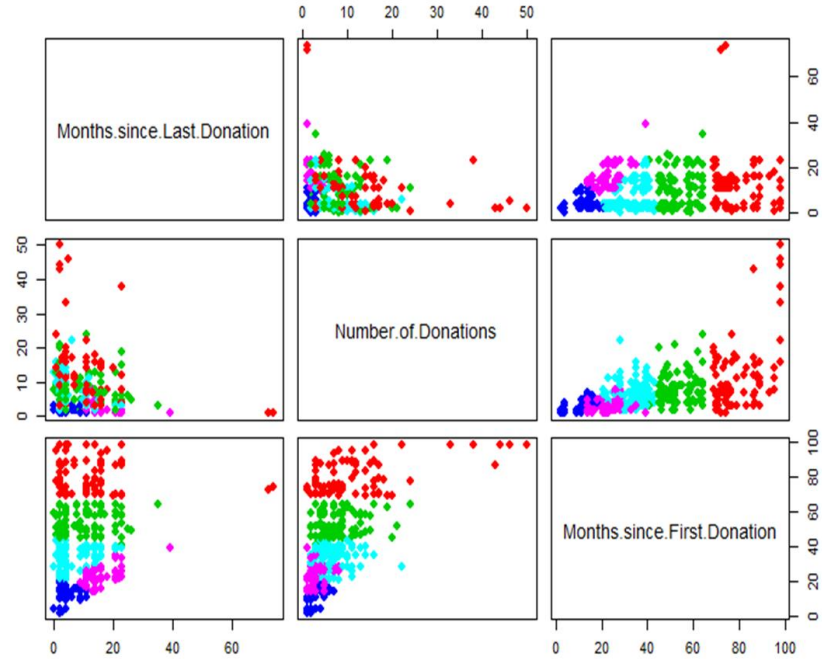 0 10 20 30 40 50
Months.since.Last.Donation
0 20 40 60
0 10 20 30 40 50
Number.of.Donations
Months.since.First.Donation
0 20 40 60 80 100
0 20 40 60
0 20 40 60 80 100